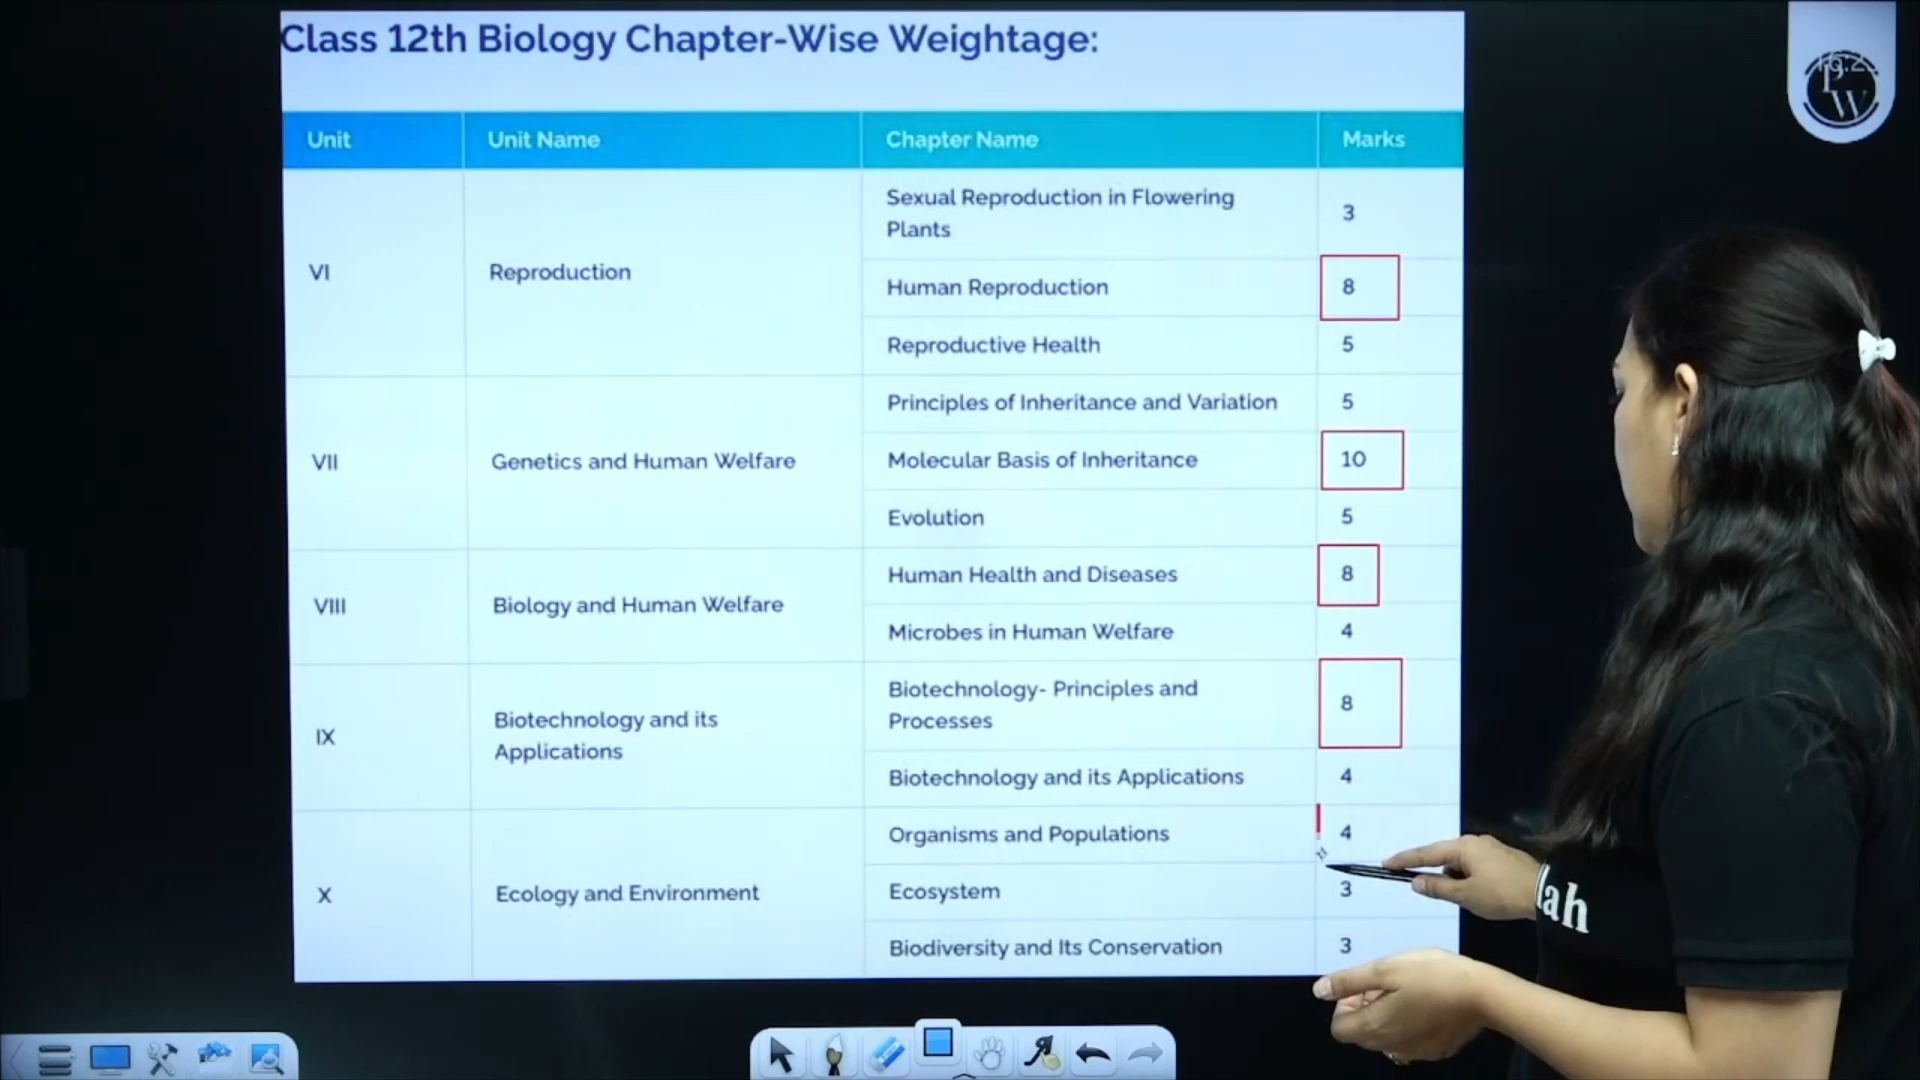 Class 12th Biology Chapter-Wise Weightage:
Unit Unit Name Chapter Name Marks
VI Reproduction
Sexual Reproduction in Flowering
Plants
3
Human Reproduction 8
Reproductive Health 5
VII Genetics and Human Welfare
Principles of Inheritance and Variation 5
Molecular Basis of Inheritance 10
Evolution 5
VIII Biology and Human Welfare
Human Health and Diseases 8
Microbes in Human Welfare 4
IX
Biotechnology and its
Applications
Biotechnology- Principles and
Processes
8
Biotechnology and its Applications 4
X Ecology and Environment
Organisms and Populations 4
Ecosystem 3
Biodiversity and Its Conservation 3
PW
lah